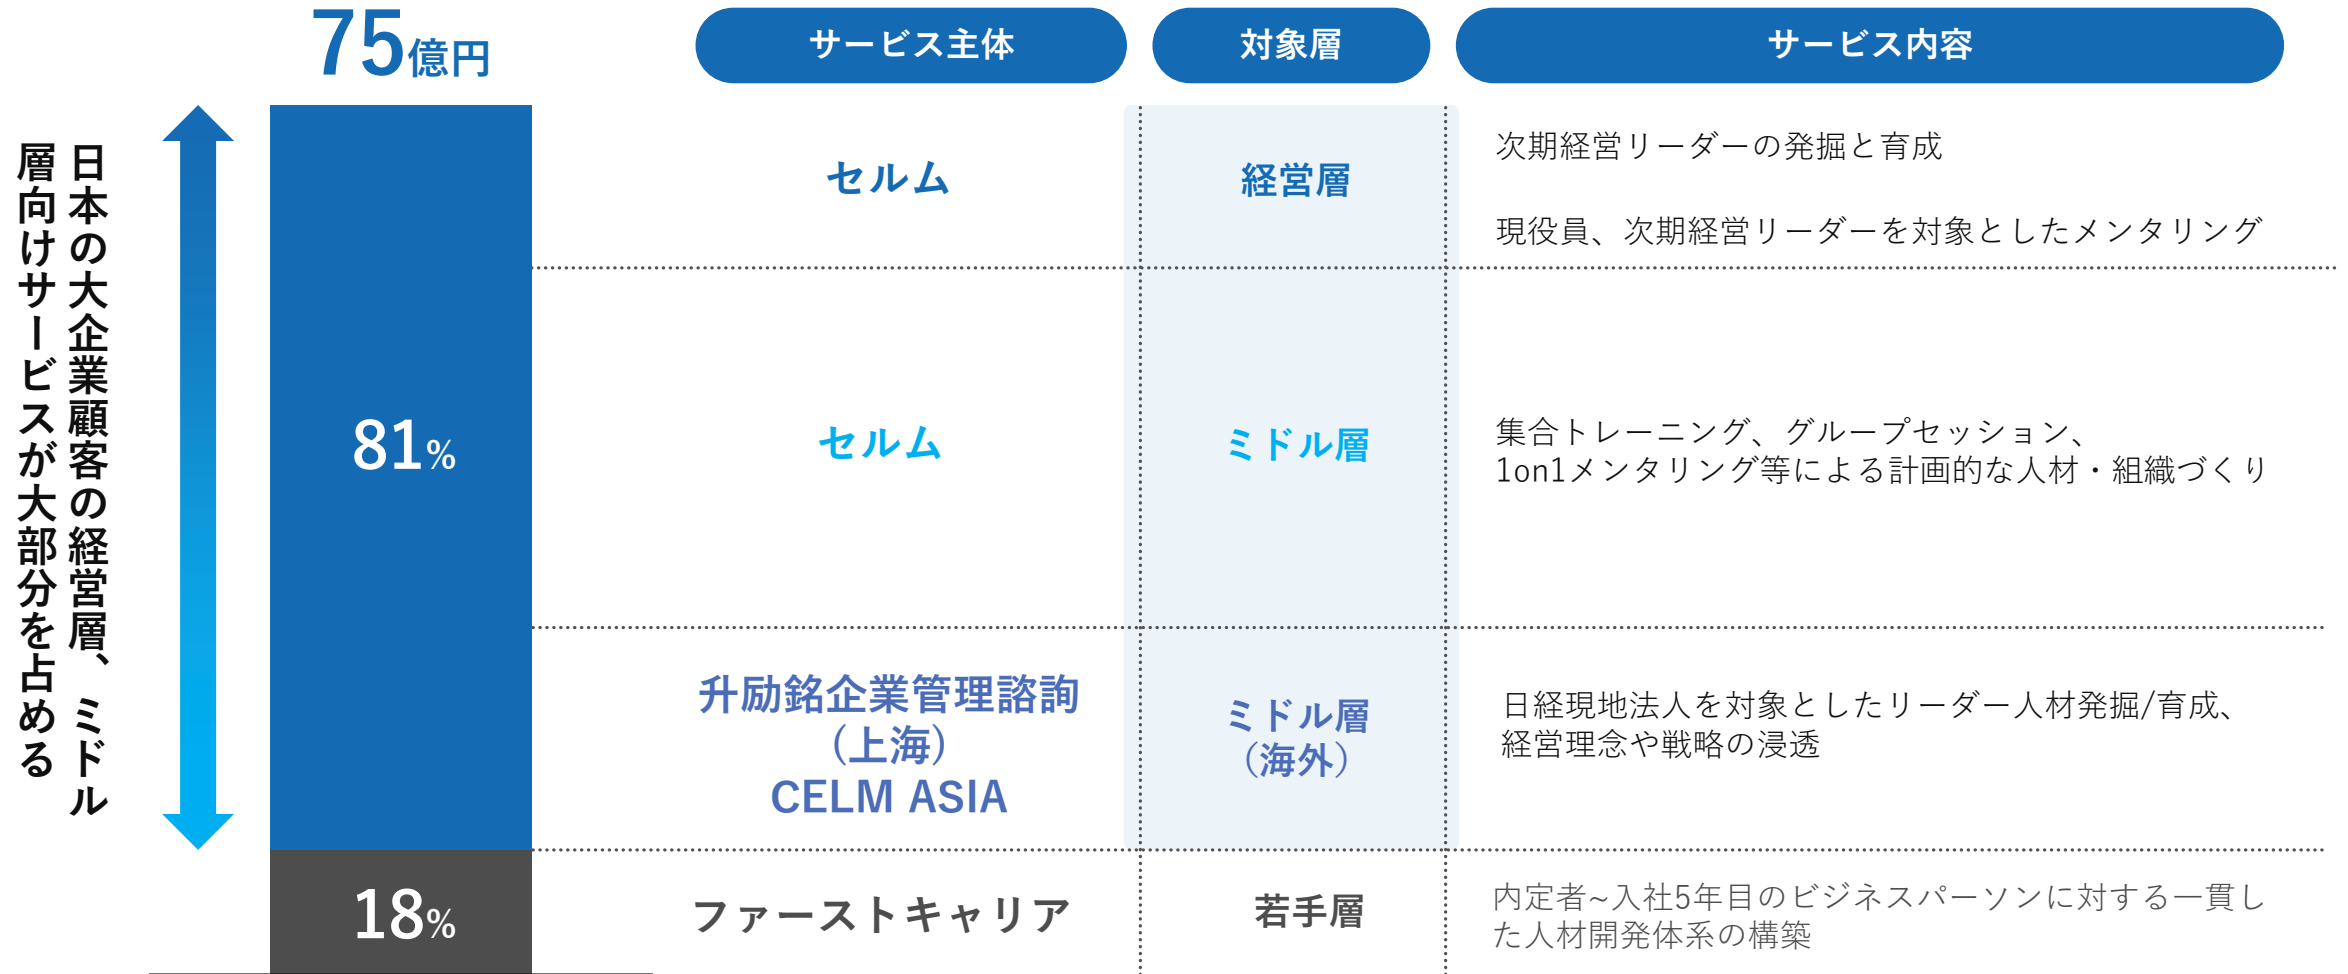 75億円
サービス主体
対象層
サービス内容
日本の大企業顧客の経営層、ミドル
層向けサービスが大部分を占める
81%
セルム
経営層
次期経営リーダーの発掘と育成
現役員、次期経営リーダーを対象としたメンタリング
セルム
ミドル層
集合トレーニング、グループセッション、
1on1メンタリング等による計画的な人材・組織づくり
升励銘企業管理諮詢
（上海）
CELM ASIA
ミドル層
（海外）
日経現地法人を対象としたリーダー人材発掘/育成、
経営理念や戦略の浸透
18%
ファーストキャリア
若手層
内定者~入社5年目のビジネスパーソンに対する一貫し
た人材開発体系の構築